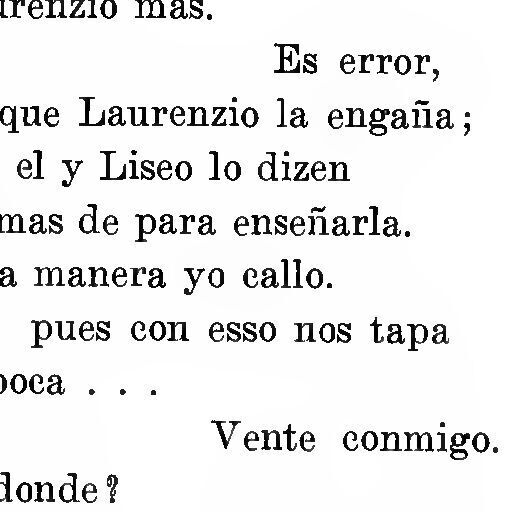 urenzio mas.
Es error,
que Laurenzio la engaña;
el y Liseo lo dizen
mas de para enseñarla.
a manera yo callo.
pues con esso nos tapa
boca . . .
Vente conmigo.
donde?